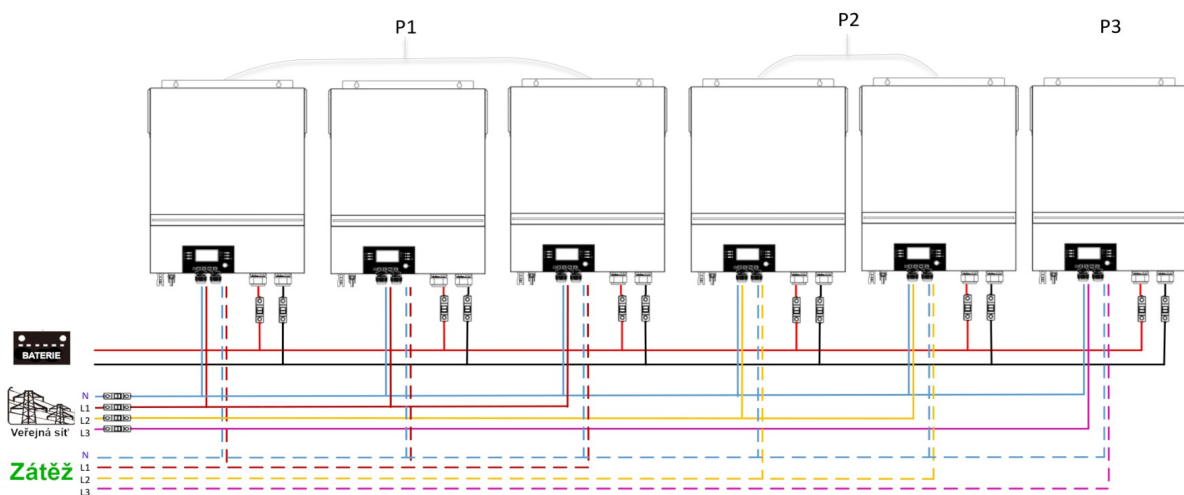 P1
P2
P3
BATERIE
N
L1
L2
L3
Veřejná síť
N
L1
L2
L3
Zátěž